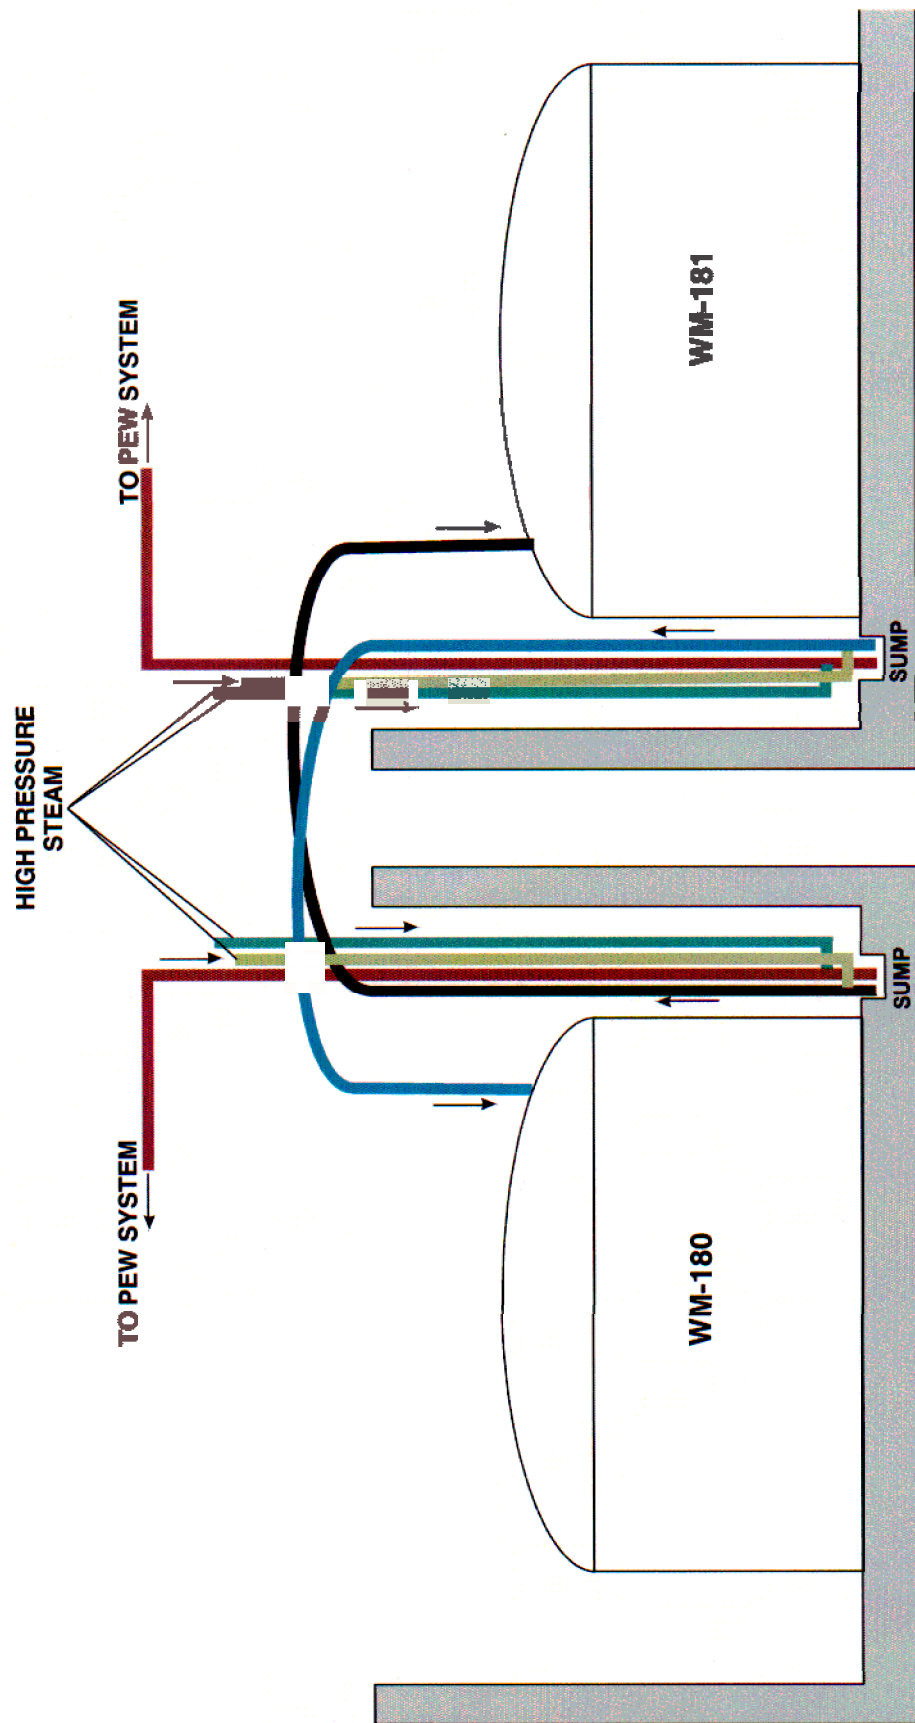 HIGH PRESSURE
STEAM
TO PEW SYSTEM
TO PEW SYSTEM
WM-180
WM-181
SUMP
SUMP